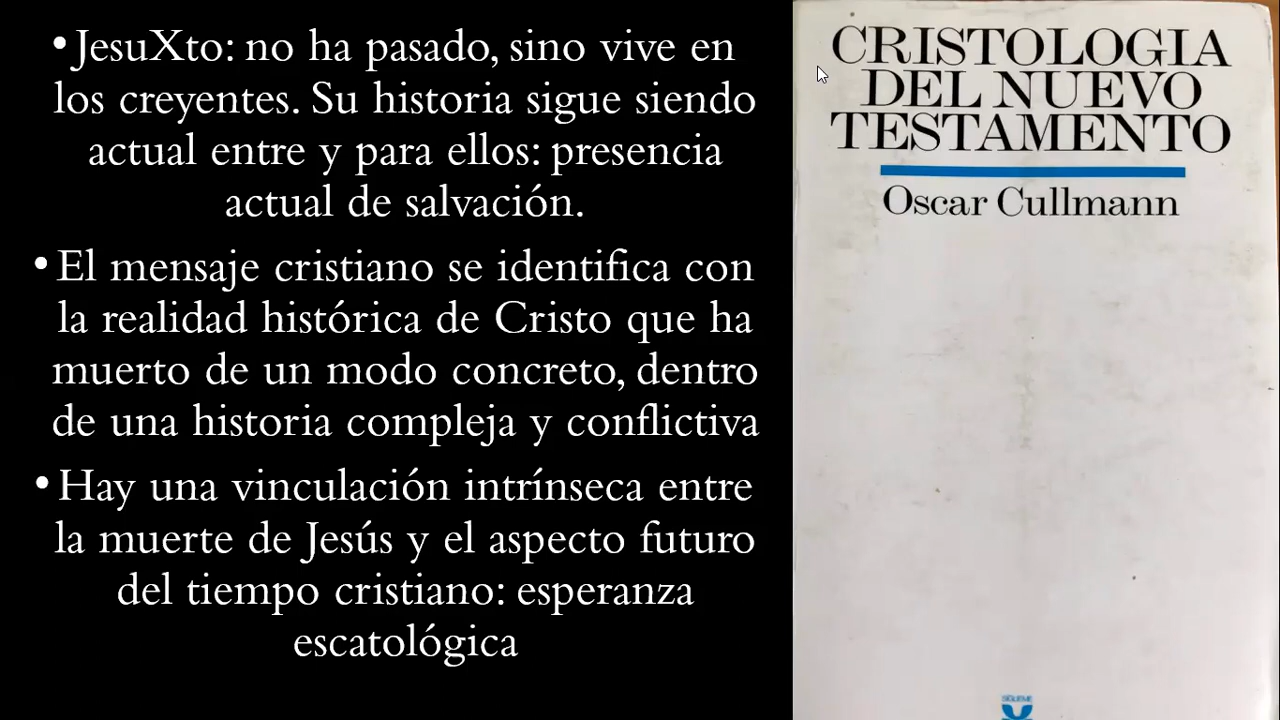 •JesuXto: no ha pasado, sino vive en
los creyentes. Su historia sigue siendo
actual entre y para ellos: presencia
actual de salvación.
•El mensaje cristiano se identifica con
la realidad histórica de Cristo que ha
muerto de un modo concreto, dentro
de una historia compleja y conflictiva
•Hay una vinculación intrínseca entre
la muerte de Jesús y el aspecto futuro
del tiempo cristiano: esperanza
escatológica
CRISTOLOGIA
DEL NUEVO
TESTAMENTO
Oscar Cullmann
SIGUEME